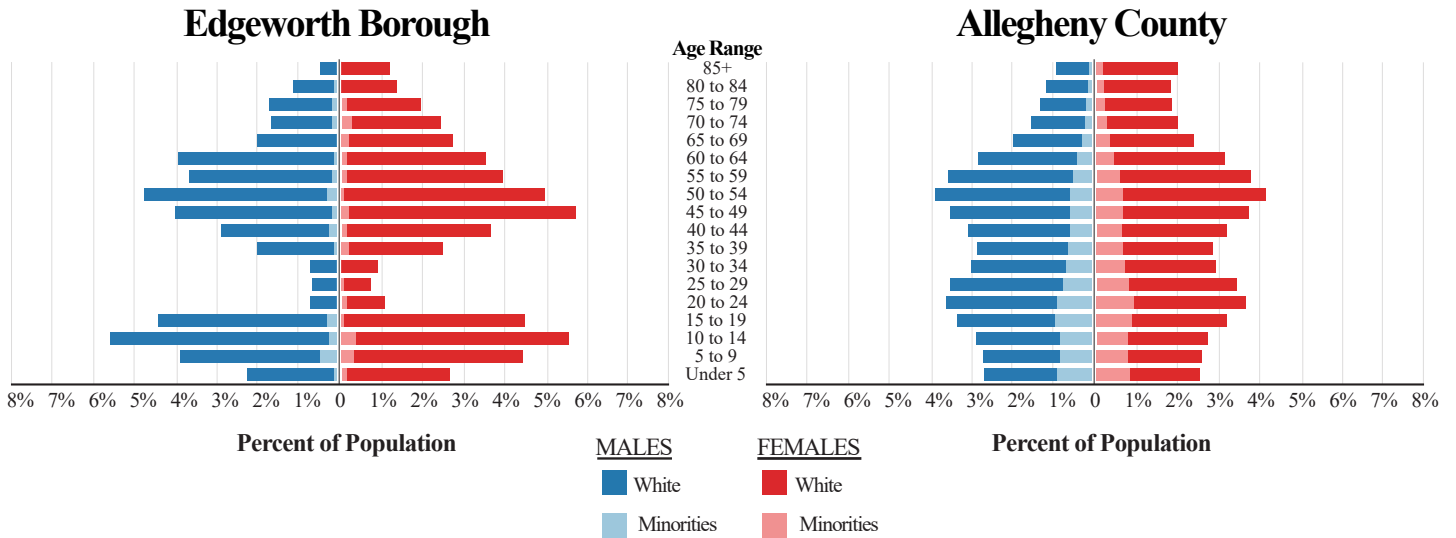 Edgeworth Borough
Allegheny County
Age Range
85+
80 to 84
75 to 79
70 to 74
65 to 69
60 to 64
55 to 59
50 to 54
45 to 49
40 to 44
35 to 39
30 to 34
25 to 29
20 to 24
15 to 19
10 to 14
5 to 9
Under 5
8% 7% 6% 5% 4% 3% 2% 1% 0 1% 2% 3% 4% 5% 6% 7% 8%
8% 7% 6% 5% 4% 3% 2% 1% 0 1% 2% 3% 4% 5% 6% 7% 8%
Percent of Population
Percent of Population
MALES
White
Minorities
FEMALES
White
Minorities